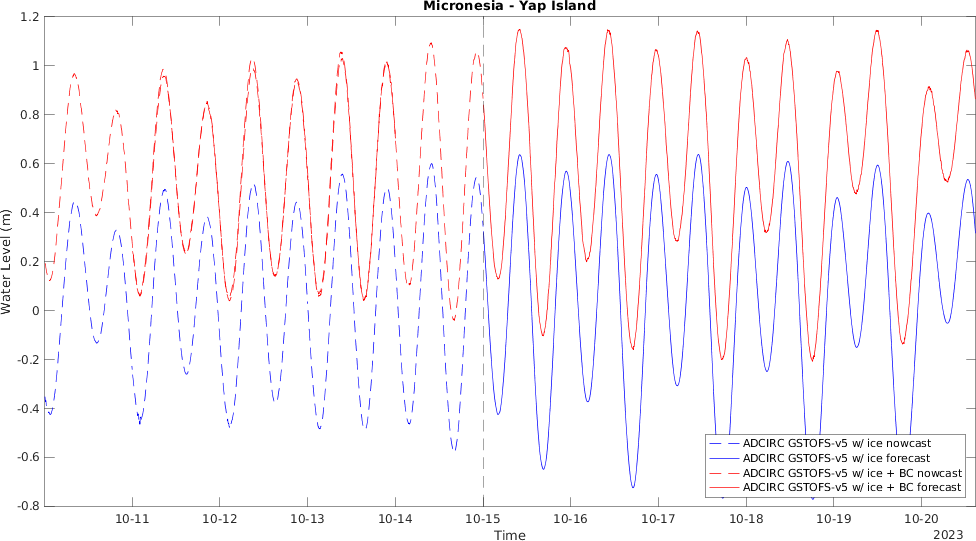 Micronesia - Yap Island
Water Level (m)
1.2
1
0.8
0.6
0.4
0.2
0
-0.2
-0.4
-0.6
-0.8
ADCIRC GSTOFS-v5 w/ ice nowcast
ADCIRC GSTOFS-v5 w/ ice forecast
ADCIRC GSTOFS-v5 w/ ice + BC nowcast
ADCIRC GSTOFS-v5 w/ ice + BC forecast
10-11 10-12 10-13 10-14 10-15 10-16 10-17 10-18 10-19 10-20
Time
2023